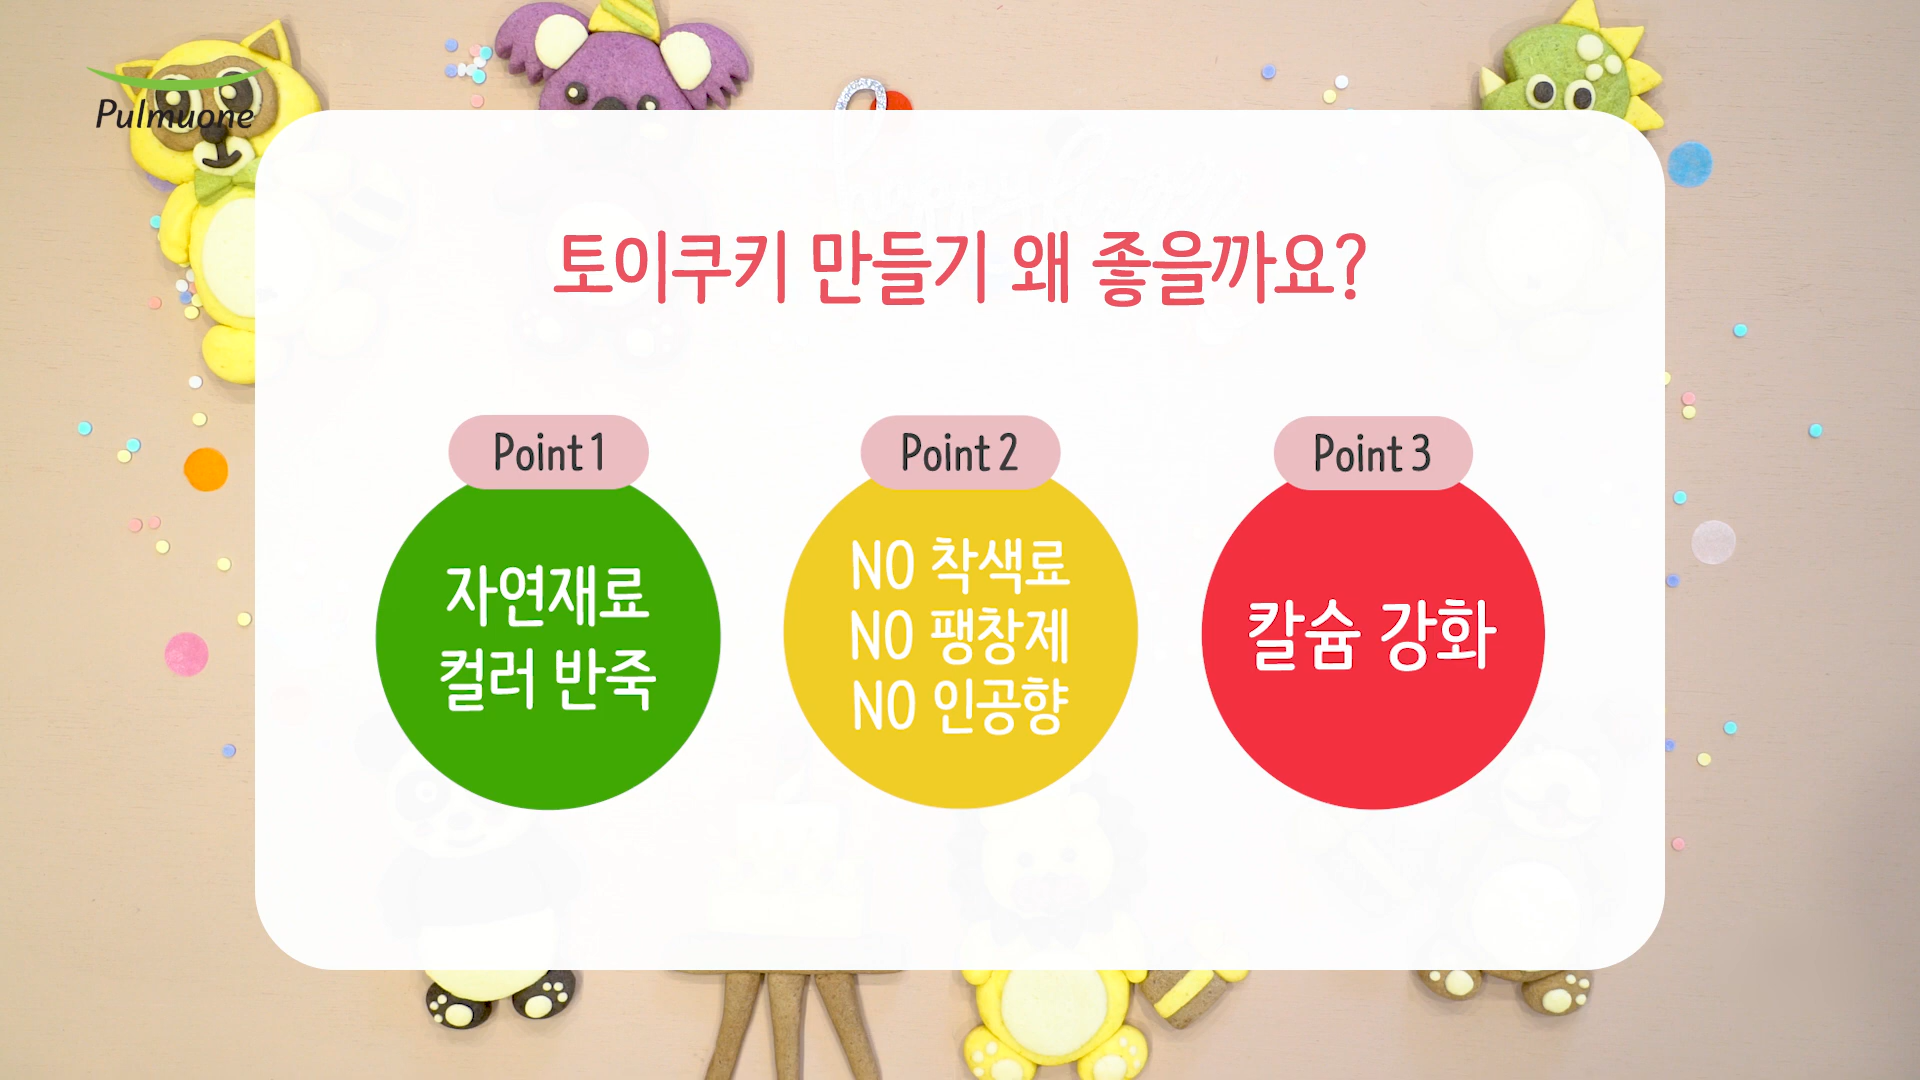 Pulmuone
토이쿠키 만들기 왜 좋을까요?
Point 1
자연재료
컬러 반죽
Point 2
NO 착색료
NO 팽창제
NO 인공향
Point 3
칼슘 강화